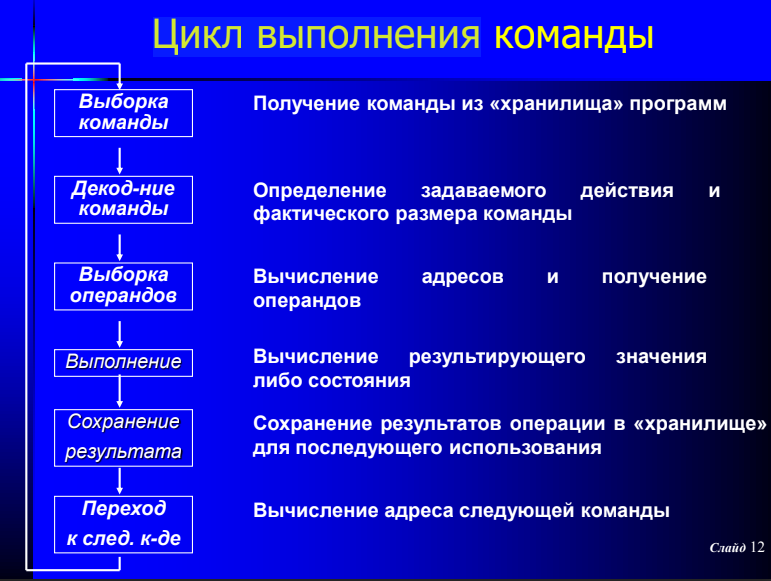 Цикл выполнения команды
Выборка
команды
Получение команды из «хранилища» программ
Декод-ние
команды
Определение задаваемого действия и
фактического размера команды
Выборка
операндов
Вычисление адресов и получение
операндов
Выполнение
Вычисление результирующего значения
либо состояния
Сохранение
результата
Сохранение результатов операции в «хранилище»
для последующего использования
Переход
к след. к-де
Вычисление адреса следующей команды
Слайд 12